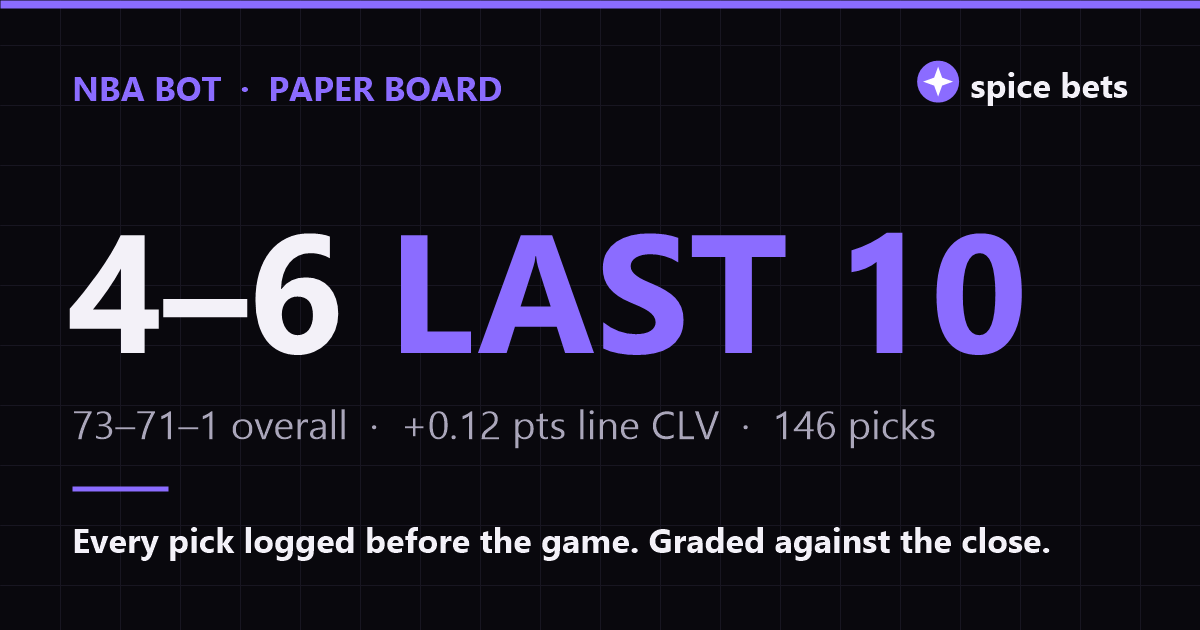 NBA BOT · PAPER BOARD
spice bets
4–6 LAST 10
73–71–1 overall · +0.12 pts line CLV · 146 picks
Every pick logged before the game. Graded against the close.